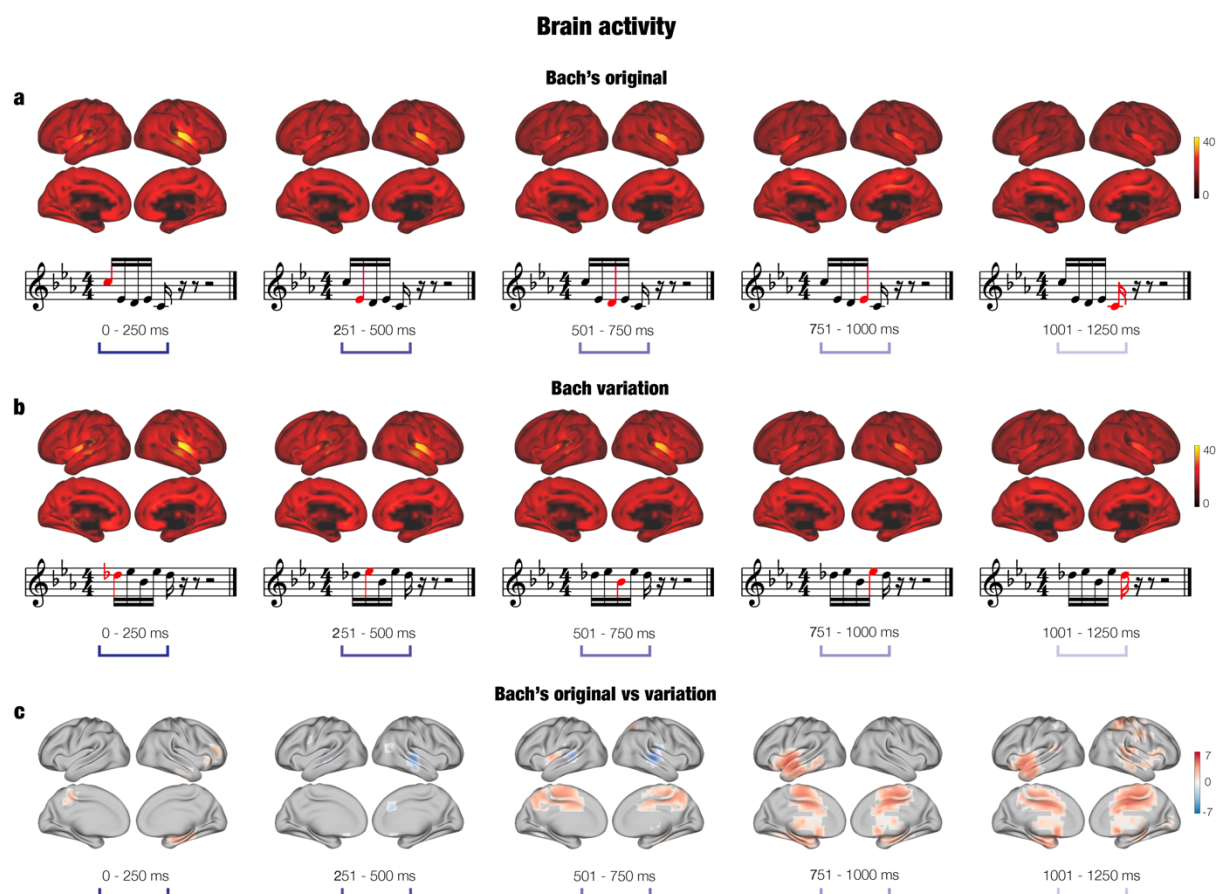 Brain activity
Bach's original
a
40
0
0 - 250 ms
251 - 500 ms
501 - 750 ms
751 - 1000 ms
1001 - 1250 ms
Bach variation
b
40
0
0 - 250 ms
251 - 500 ms
501 - 750 ms
751 - 1000 ms
1001 - 1250 ms
Bach's original vs variation
c
7
0
-7
0 - 250 ms
251 - 500 ms
501 - 750 ms
751 - 1000 ms
1001 - 1250 ms